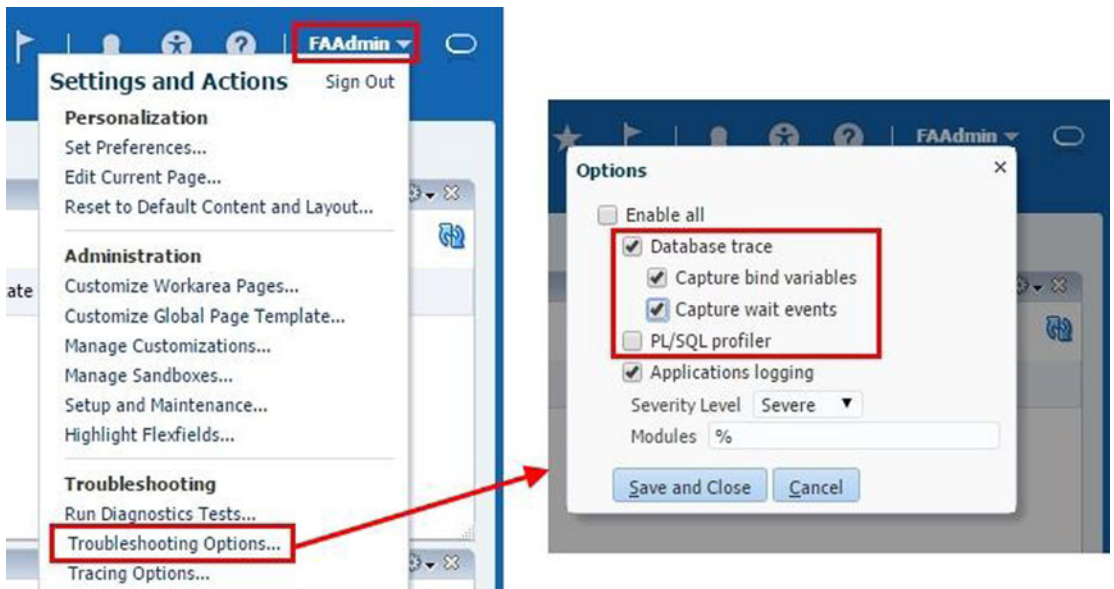 FAAdmin
Settings and Actions Sign Out
Personalization
Set Preferences...
Edit Current Page...
Reset to Default Content and Layout...
Administration
ate
Customize Workarea Pages...
Customize Global Page Template...
Manage Customizations...
Manage Sandboxes...
Setup and Maintenance...
Highlight Flexfields...
Troubleshooting
Run Diagnostics Tests...
Troubleshooting Options...
Tracing Options...
FAAdmin
Options
Enable all
Database trace
Capture bind variables
Capture wait events
PL/SQL profiler
Applications logging
Severity Level Severe
Modules %
Save and Close Cancel